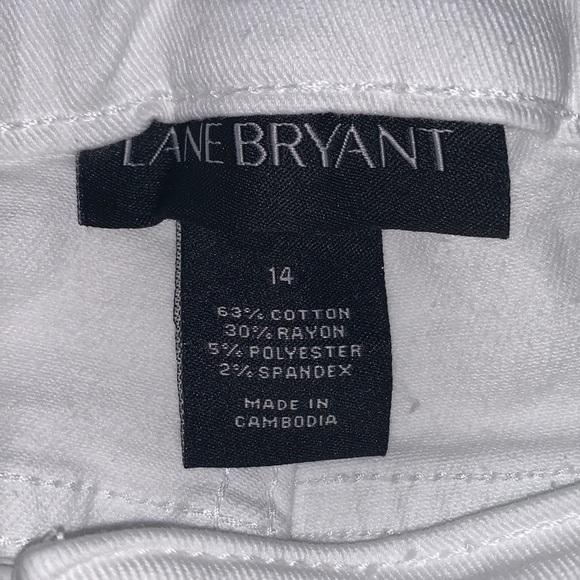 LANE BRYANT
14
63% COTTON
30% RAYON
5% POLYESTER
2% SPANDEX
MADE IN
CAMBODIA